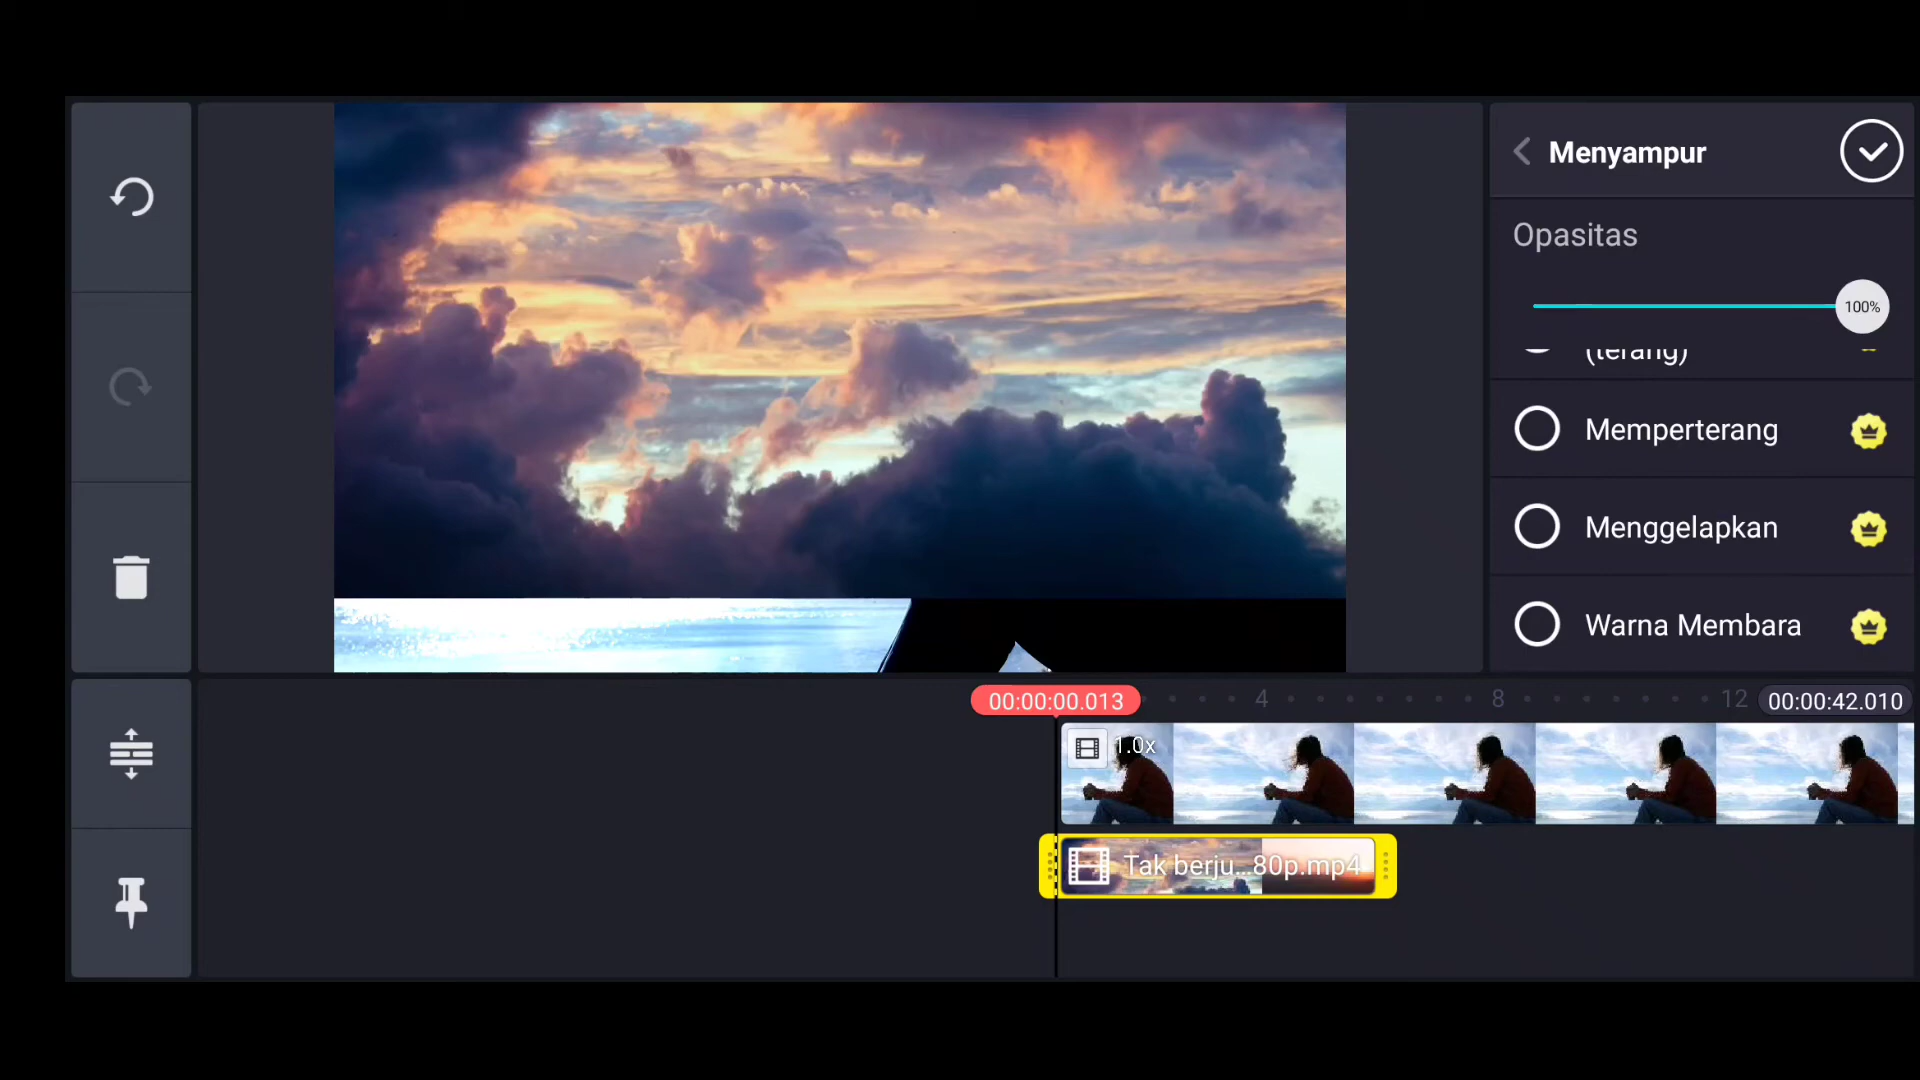 Menyampur
Opasitas
100%
(terang)
Memperterang
Menggelapkan
Warna Membara
00:00:00.013
4
8
12
00:00:42.010
1.0x
Tak berju...80p.mp4